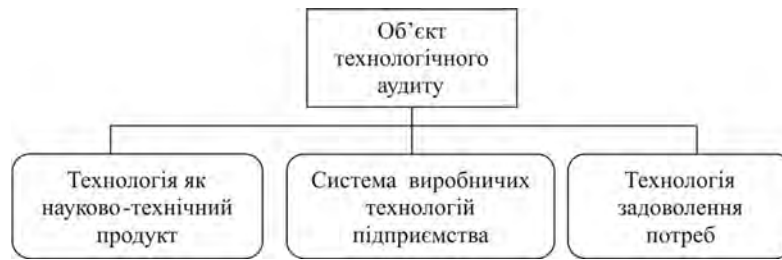 Об’єкт
технологічного
аудиту
Технологія як
науково-технічний
продукт
Система виробничих
технологій
підприємства
Технологія
задоволення
потреб